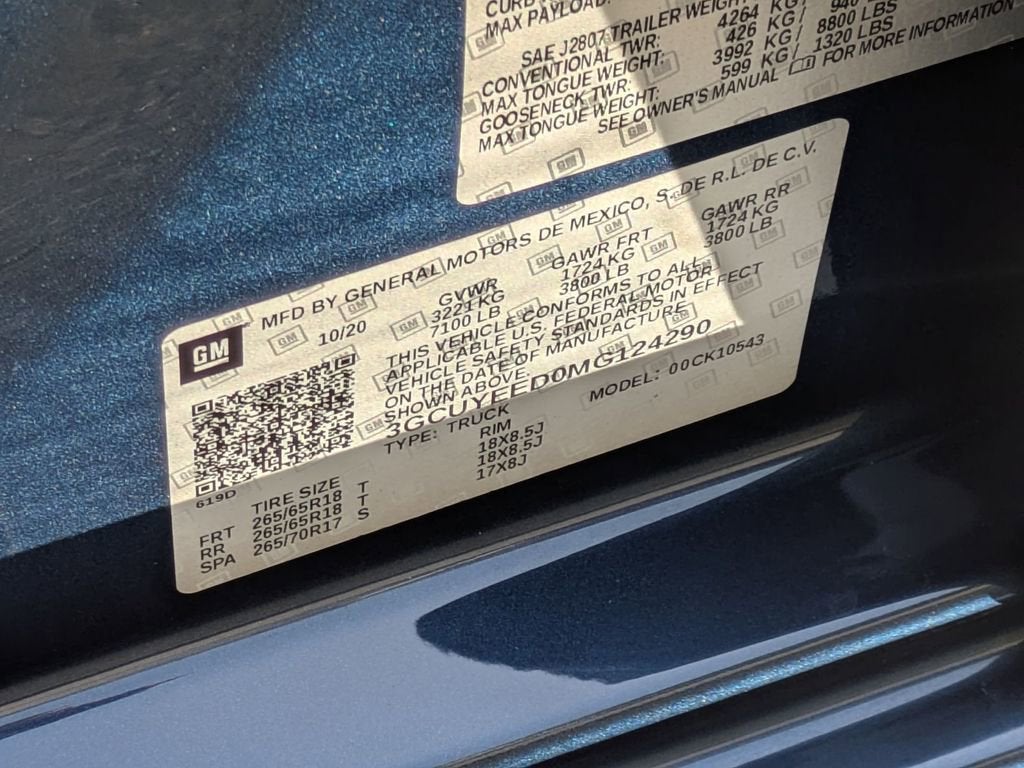 MAX PAYLOAD:
SAE J2807 TRAILER WEIGHT
CONVENTIONAL TWR: 4264 KG/
MAX TONGUE WEIGHT: 426 KG/ 940
GOOSENECK TWR: 3992 KG/ 8800 LBS
MAX TONGUE WEIGHT: 599 KG/ 1320 LBS
SEE OWNER'S MANUAL FOR MORE INFORMATION
MFD BY GENERAL MOTORS DE MEXICO, S. DE R.L. DE C.V.
GM
10/20 GVWR GAWR FRT GAWR RR
3221 KG 1724 KG 1724 KG
7100 LB 3800 LB 3800 LB
THIS VEHICLE CONFORMS TO ALL
APPLICABLE U.S. FEDERAL MOTOR
VEHICLE SAFETY STANDARDS IN EFFECT
ON THE DATE OF MANUFACTURE
SHOWN ABOVE.
3GCUYEED0MG124290
TYPE: TRUCK MODEL: 00CK10543
619D
TIRE SIZE RIM
FRT 265/65R18 T 18X8.5J
RR 265/65R18 T 18X8.5J
SPA 265/70R17 S 17X8J